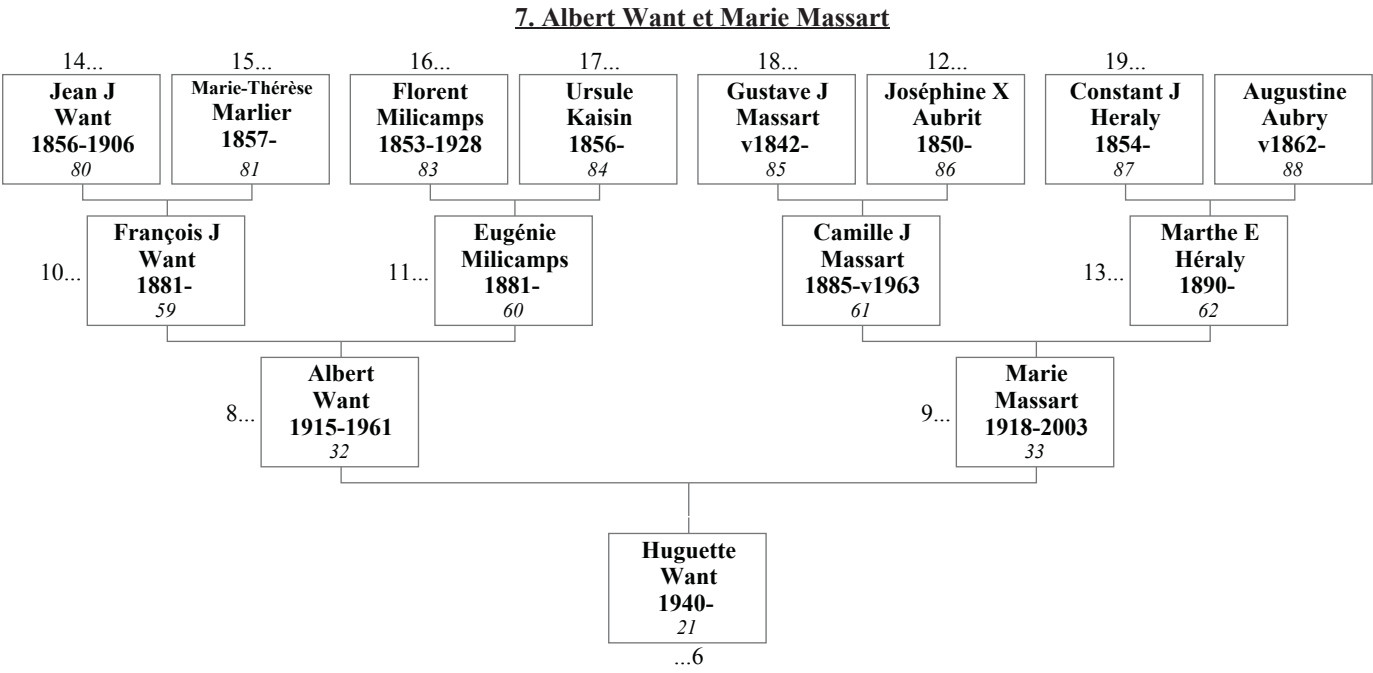 7. Albert Want et Marie Massart
14...
15...
16...
17...
18...
12...
19...
Jean J
Want
1856-1906
80
Marie-Thérèse
Marlier
1857-
81
Florent
Milicamps
1853-1928
83
Ursule
Kaisin
1856-
84
Gustave J
Massart
v1842-
85
Joséphine X
Aubrit
1850-
86
Constant J
Heraly
1854-
87
Augustine
Aubry
v1862-
88
10...
François J
Want
1881-
59
11...
Eugénie
Milicamps
1881-
60
Camille J
Massart
1885-v1963
61
13...
Marthe E
Héraly
1890-
62
8...
Albert
Want
1915-1961
32
9...
Marie
Massart
1918-2003
33
Huguette
Want
1940-
21
...6